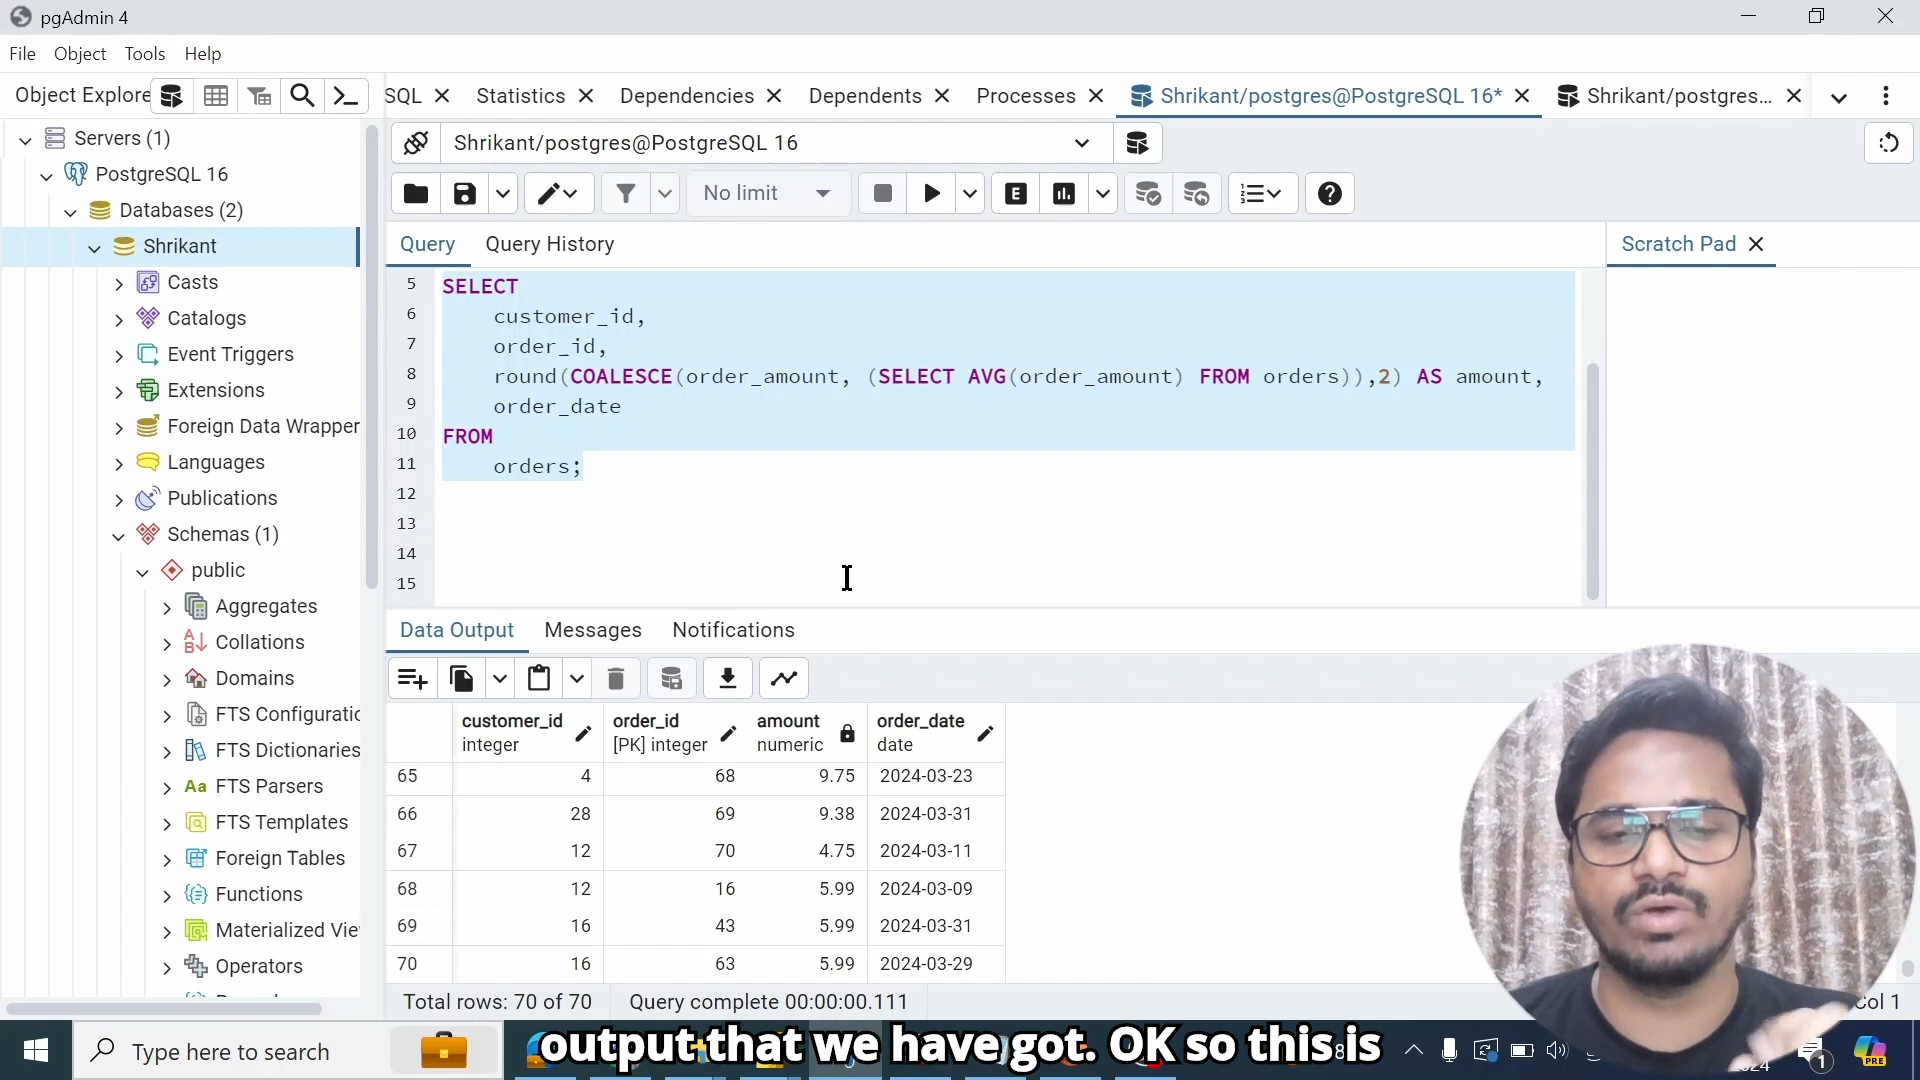 pgAdmin 4
File Object Tools Help
Object Explore
SQL Statistics Dependencies Dependents Processes Shrikant/postgres@PostgreSQL 16* Shrikant/postgres...
Servers (1)
PostgreSQL 16
Databases (2)
Shrikant
Casts
Catalogs
Event Triggers
Extensions
Foreign Data Wrapper
Languages
Publications
Schemas (1)
public
Aggregates
Collations
Domains
FTS Configuratic
FTS Dictionaries
FTS Parsers
FTS Templates
Foreign Tables
Functions
Materialized Vie
Operators
Shrikant/postgres@PostgreSQL 16
No limit
Query Query History
Scratch Pad
5 SELECT
6 customer_id,
7 order_id,
8 round(COALESCE(order_amount, (SELECT AVG(order_amount) FROM orders)),2) AS amount,
9 order_date
10 FROM
11 orders;
12
13
14
15
Data Output Messages Notifications
customer_id order_id amount order_date
integer [PK] integer numeric date
65 4 68 9.75 2024-03-23
66 28 69 9.38 2024-03-31
67 12 70 4.75 2024-03-11
68 12 16 5.99 2024-03-09
69 16 43 5.99 2024-03-31
70 16 63 5.99 2024-03-29
Total rows: 70 of 70 Query complete 00:00:00.111
Col 1
Type here to search
output that we have got. OK so this is
1
PRE